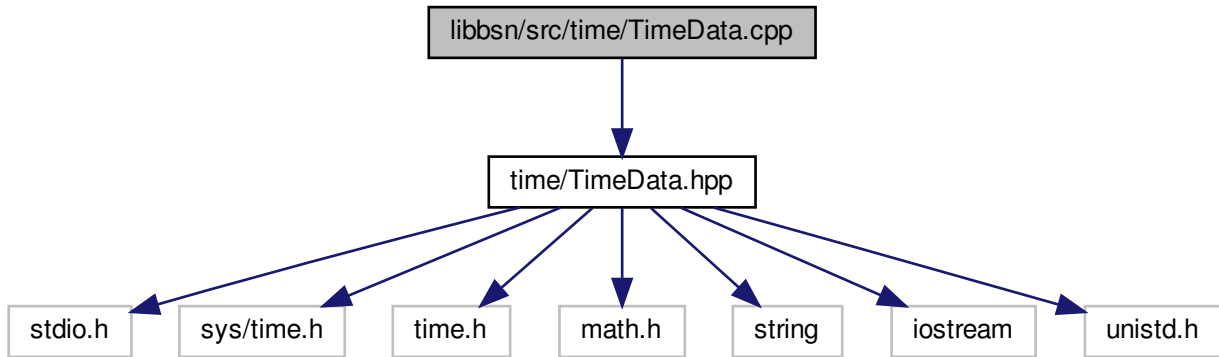 libbsn/src/time/TimeData.cpp
time/TimeData.hpp
stdio.h
sys/time.h
time.h
math.h
string
iostream
unistd.h